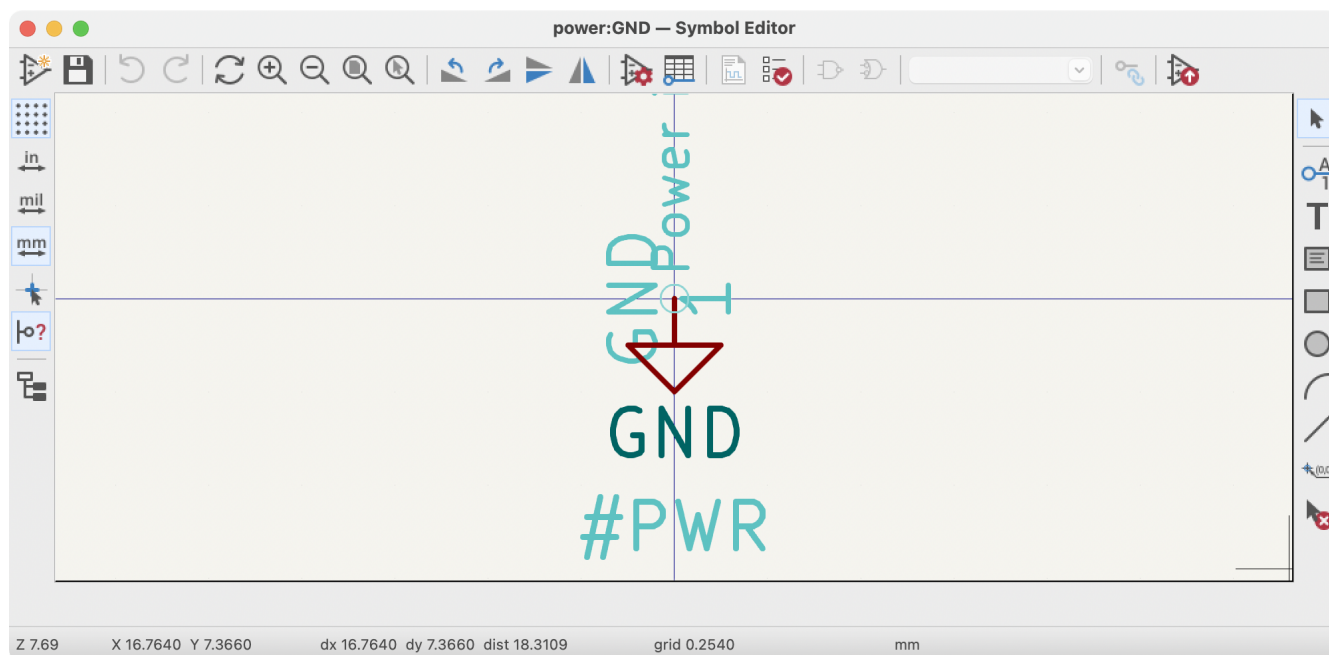 power:GND — Symbol Editor
in
mil
mm
?
Power
GND
1
GND
#PWR
A
1
T
Z 7.69 X 16.7640 Y 7.3660 dx 16.7640 dy 7.3660 dist 18.3109 grid 0.2540 mm